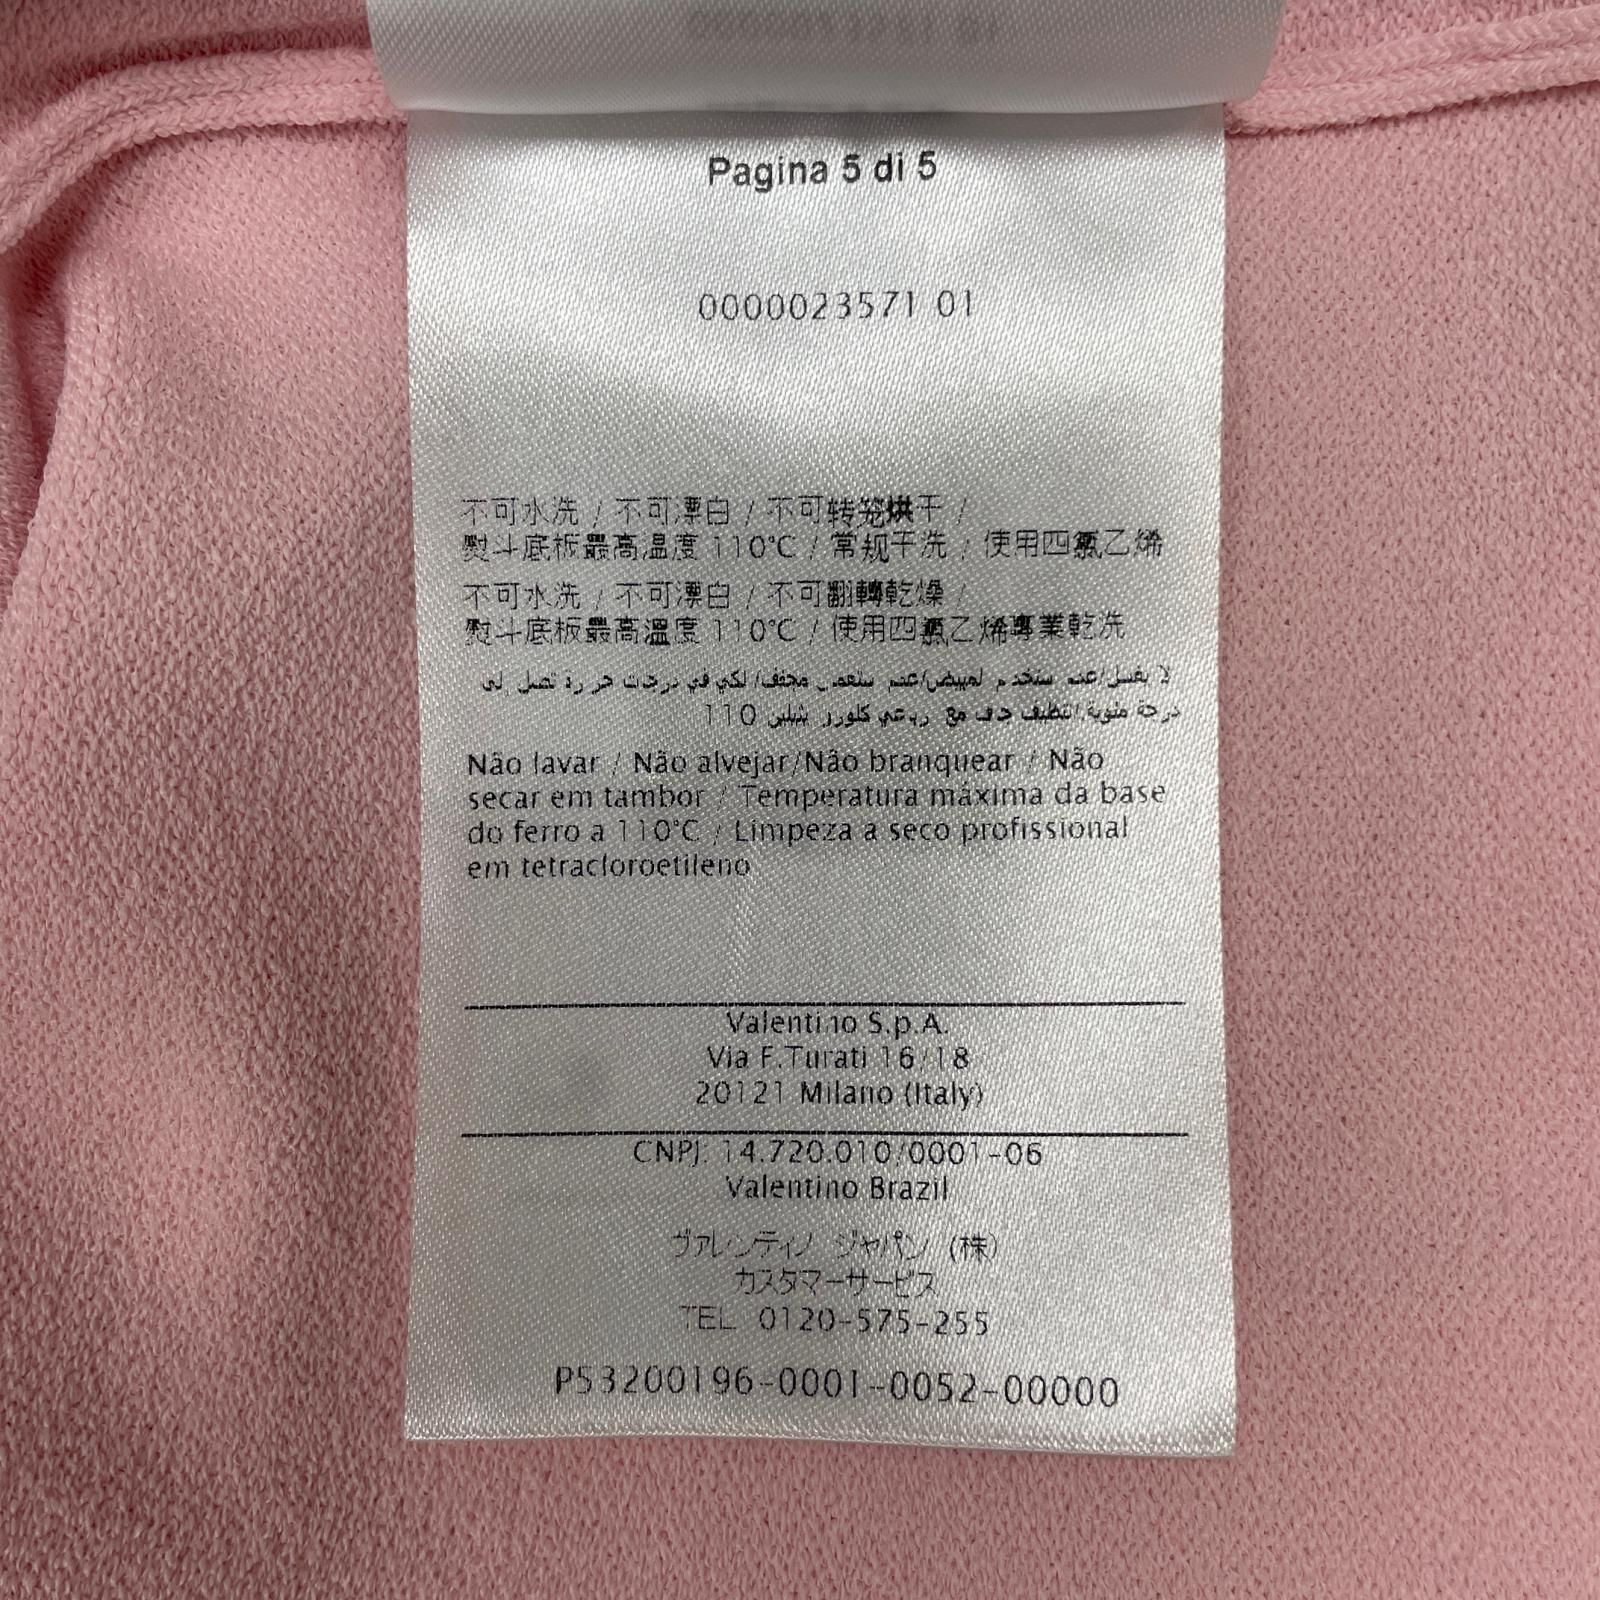 Pagina 5 di 5
0000023571 01
不可水洗 / 不可漂白 / 不可转笼烘干 /
熨斗底板最高温度 110°C / 常规干洗 / 使用四氯乙烯
不可水洗 / 不可漂白 / 不可翻轉乾燥 /
熨斗底板最高溫度 110°C / 使用四氯乙烯專業乾洗
110
Não lavar / Não alvejar/Não branquear / Não
secar em tambor / Temperatura máxima da base
do ferro a 110°C / Limpeza a seco profissional
em tetracloroetileno
Valentino S.p.A.
Via F.Turati 16/18
20121 Milano (Italy)
CNPJ: 14.720.010/0001-06
Valentino Brazil
ヴァレンティノ ジャパン (株)
カスタマーサービス
TEL 0120-575-255
P53200196-0001-0052-00000